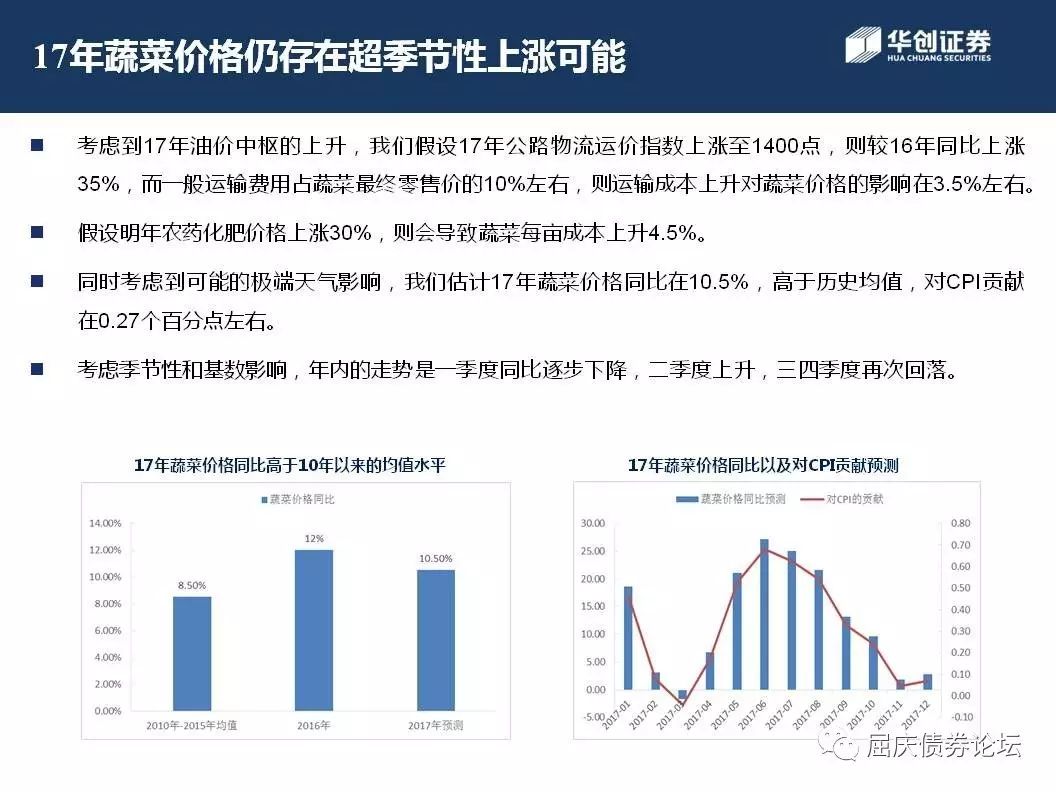 17年蔬菜价格仍存在超季节性上涨可能
华创证券
HUA CHUANG SECURITIES
考虑到17年油价中枢的上升，我们假设17年公路物流运价指数上涨至1400点，则较16年同比上涨
35%，而一般运输费用占蔬菜最终零售价的10%左右，则运输成本上升对蔬菜价格的影响在3.5%左右。
假设明年农药化肥价格上涨30%，则会导致蔬菜每亩成本上升4.5%。
同时考虑到可能的极端天气影响，我们估计17年蔬菜价格同比在10.5%，高于历史均值，对CPI贡献
在0.27个百分点左右。
考虑季节性和基数影响，年内的走势是一季度同比逐步下降，二季度上升，三四季度再次回落。
17年蔬菜价格同比高于10年以来的均值水平
蔬菜价格同比
14.00%
12.00%
10.00%
8.00%
6.00%
4.00%
2.00%
0.00%
8.50%
12%
10.50%
2010年-2015年均值
2016年
2017年预测
17年蔬菜价格同比以及对CPI贡献预测
蔬菜价格同比预测
对CPI的贡献
30.00
25.00
20.00
15.00
10.00
5.00
0.00
-5.00
0.80
0.70
0.60
0.50
0.40
0.30
0.20
0.10
0.00
-0.10
2017-01
2017-02
2017-03
2017-04
2017-05
2017-06
2017-07
2017-08
2017-09
2017-10
2017-11
2017-12
屈庆债券论坛